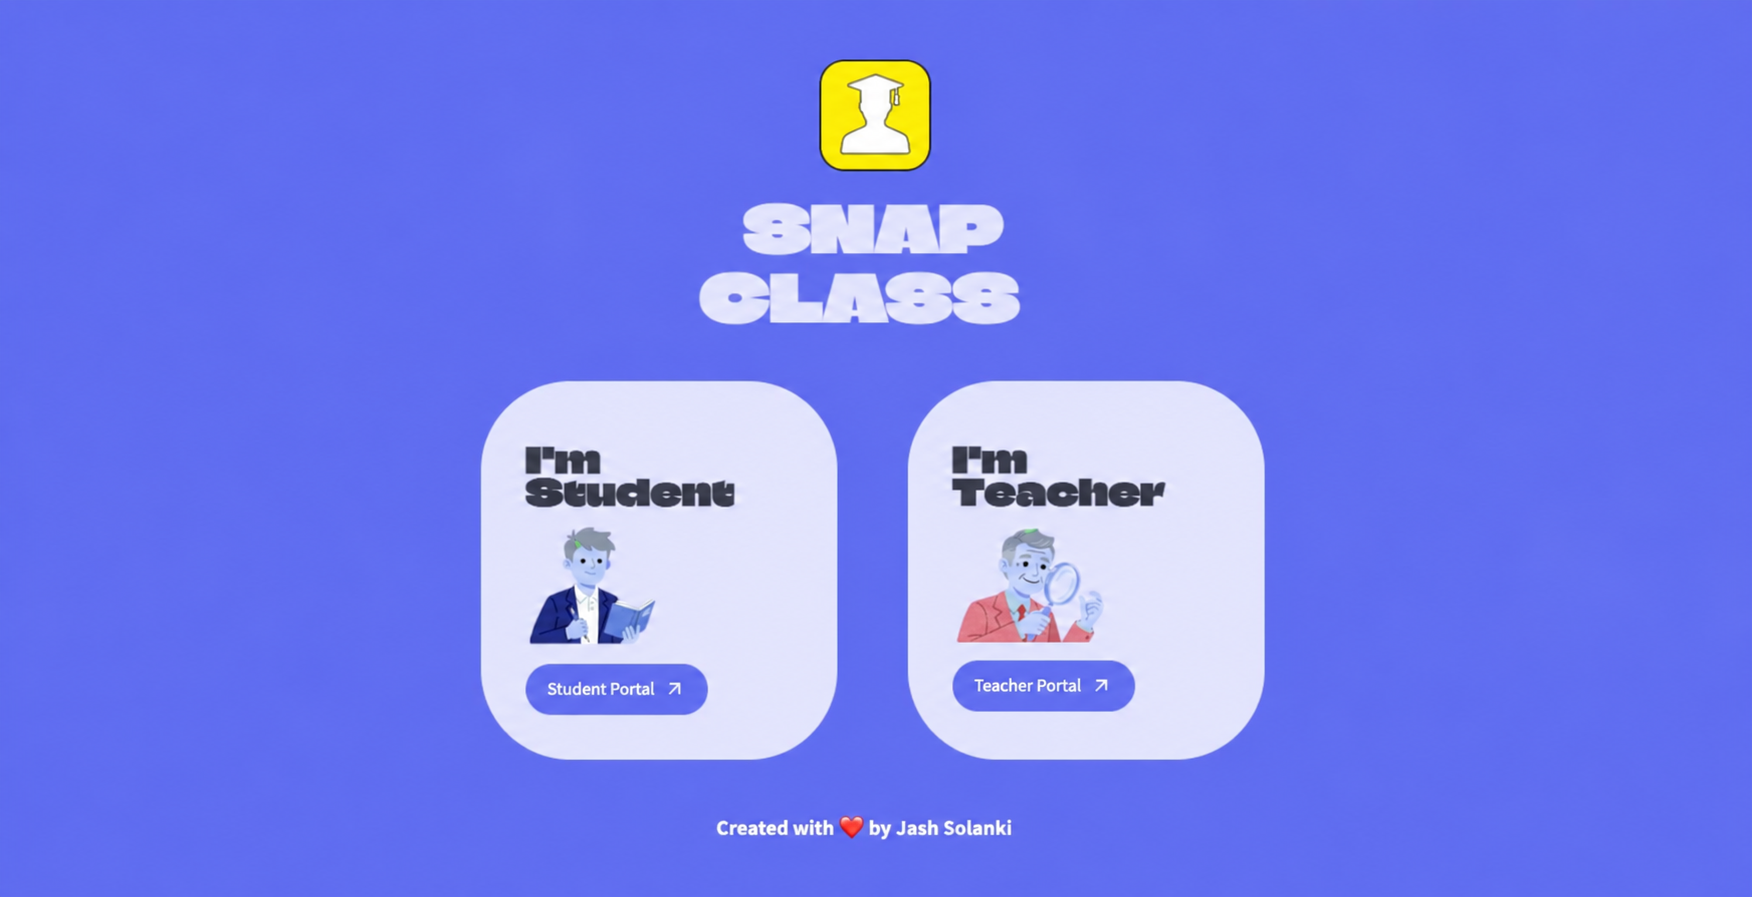 SNAP
CLASS
I'm
Student
Student Portal
I'm
Teacher
Teacher Portal
Created with ❤️ by Jash Solanki